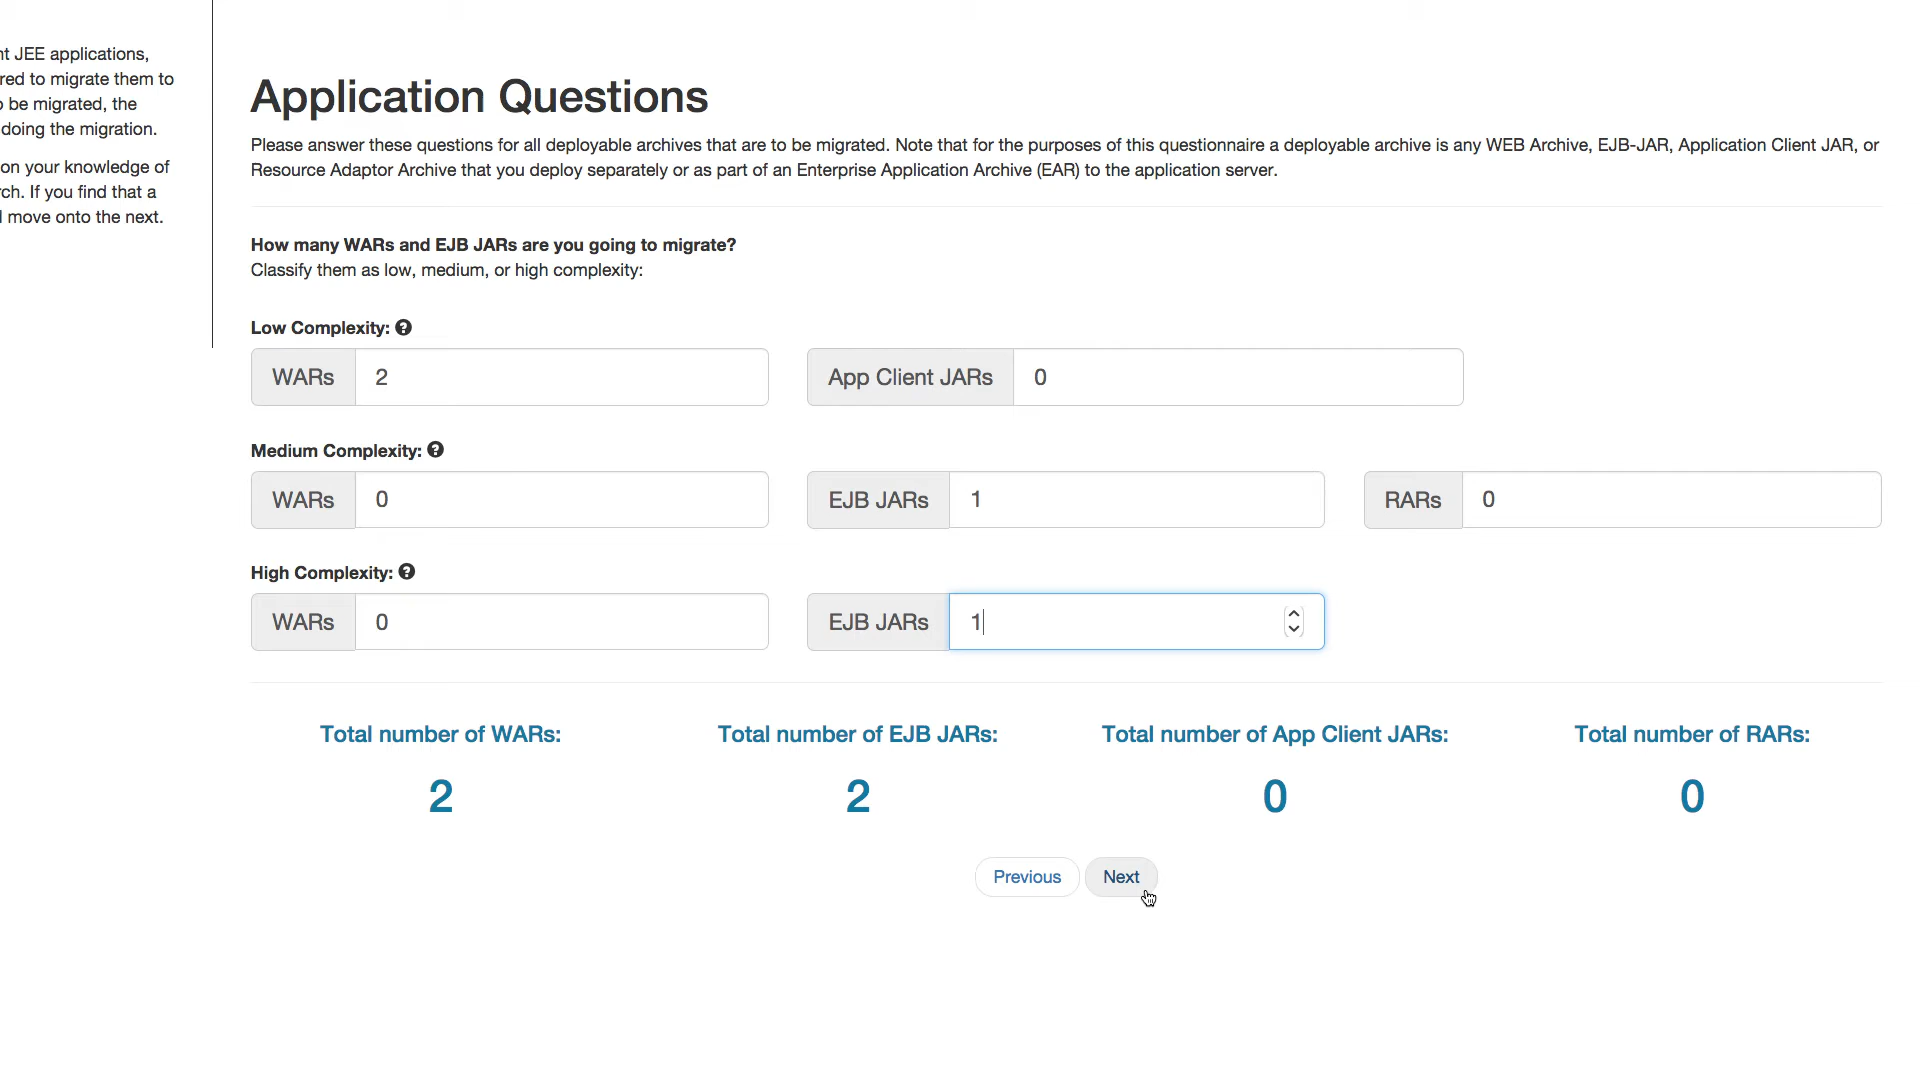 nt JEE applications,
red to migrate them to
o be migrated, the
doing the migration.
on your knowledge of
rch. If you find that a
l move onto the next.
Application Questions
Please answer these questions for all deployable archives that are to be migrated. Note that for the purposes of this questionnaire a deployable archive is any WEB Archive, EJB-JAR, Application Client JAR, or
Resource Adaptor Archive that you deploy separately or as part of an Enterprise Application Archive (EAR) to the application server.
How many WARs and EJB JARs are you going to migrate?
Classify them as low, medium, or high complexity:
Low Complexity: ?
WARs 2 App Client JARs 0
Medium Complexity: ?
WARs 0 EJB JARs 1 RARs 0
High Complexity: ?
WARs 0 EJB JARs 1
Total number of WARs: Total number of EJB JARs: Total number of App Client JARs: Total number of RARs:
2 2 0 0
Previous Next